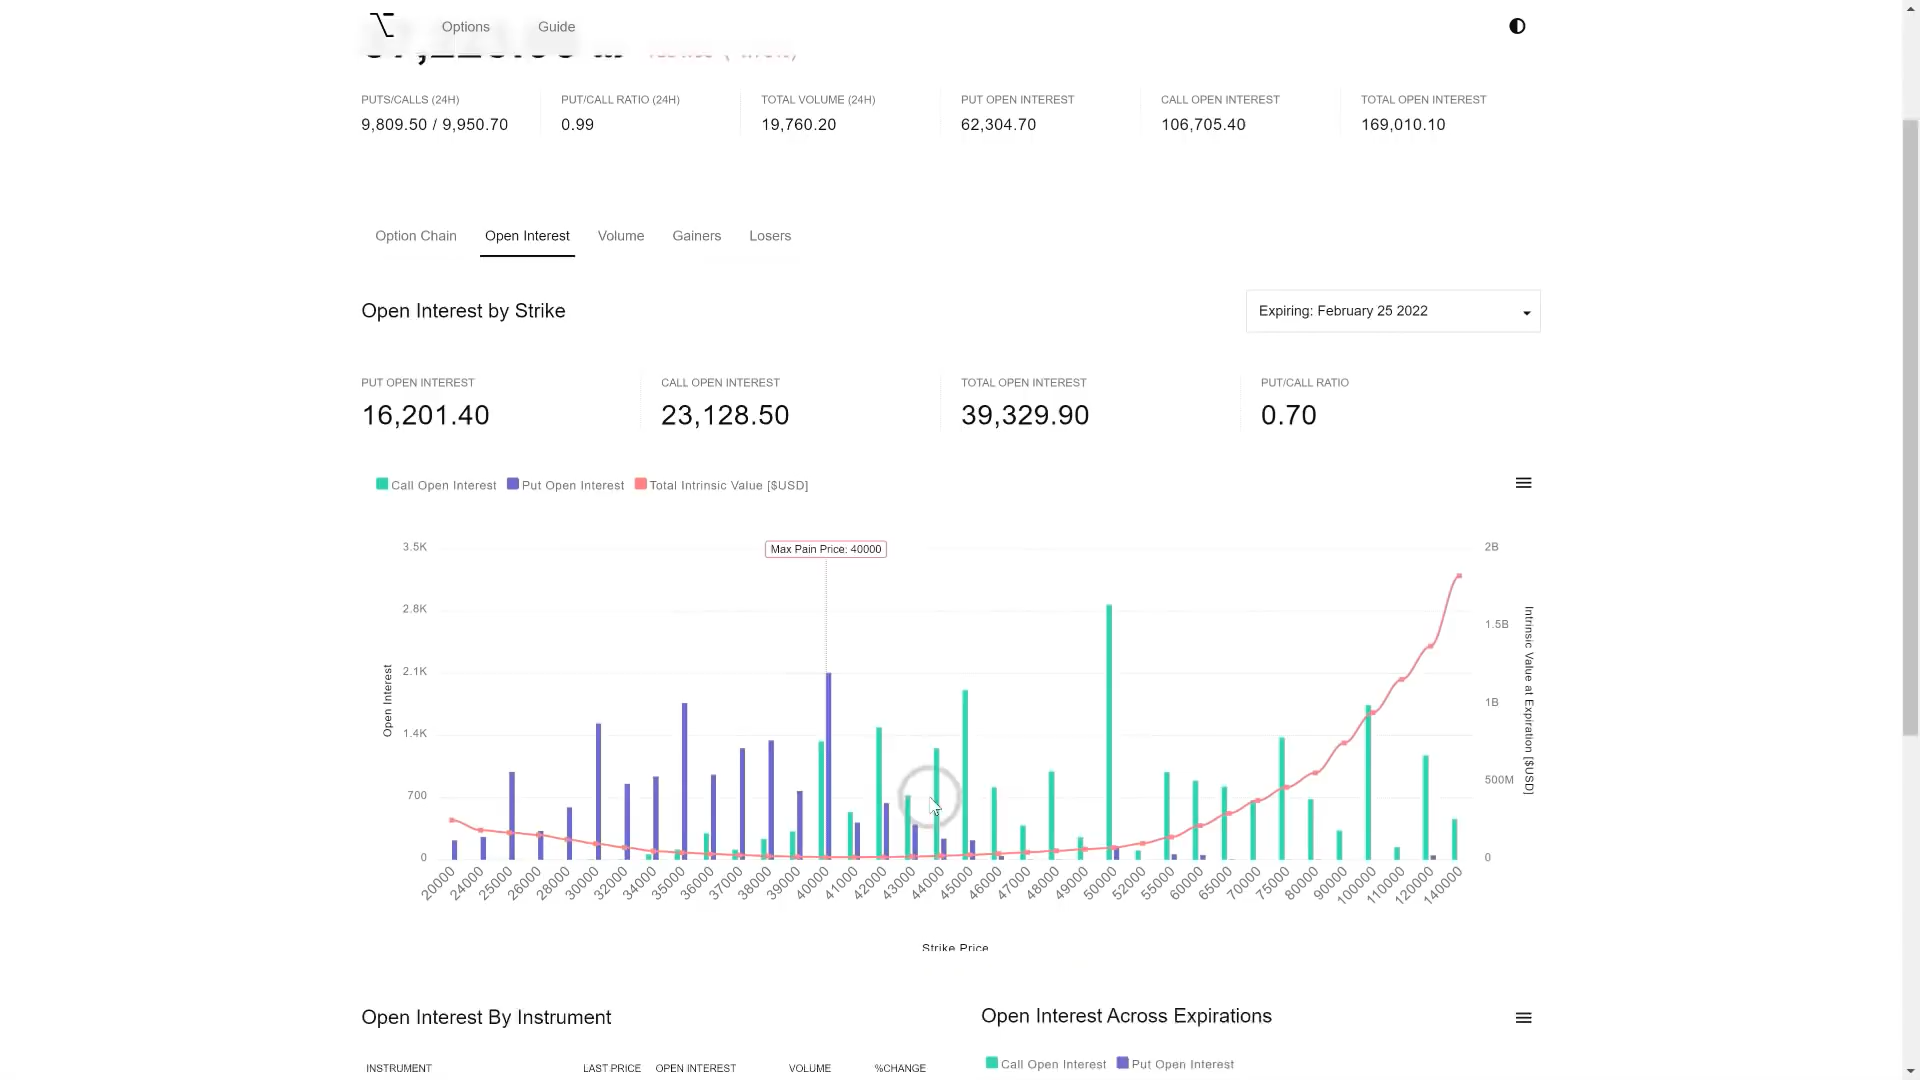 Options Guide
PUTS/CALLS (24H) PUT/CALL RATIO (24H) TOTAL VOLUME (24H) PUT OPEN INTEREST CALL OPEN INTEREST TOTAL OPEN INTEREST
9,809.50 / 9,950.70 0.99 19,760.20 62,304.70 106,705.40 169,010.10
Option Chain Open Interest Volume Gainers Losers
Open Interest by Strike
Expiring: February 25 2022
PUT OPEN INTEREST CALL OPEN INTEREST TOTAL OPEN INTEREST PUT/CALL RATIO
16,201.40 23,128.50 39,329.90 0.70
Call Open Interest Put Open Interest Total Intrinsic Value [$USD]
Max Pain Price: 40000
3.5K
2.8K
2.1K
1.4K
700
0
Open Interest
2B
1.5B
1B
500M
0
Intrinsic Value at Expiration [$USD]
20000 24000 25000 26000 28000 30000 32000 34000 35000 36000 37000 38000 39000 40000 41000 42000 43000 44000 45000 46000 47000 48000 49000 50000 52000 55000 60000 65000 70000 75000 80000 90000 100000 110000 120000 140000
Strike Price
Open Interest By Instrument
INSTRUMENT LAST PRICE OPEN INTEREST VOLUME %CHANGE
Open Interest Across Expirations
Call Open Interest Put Open Interest